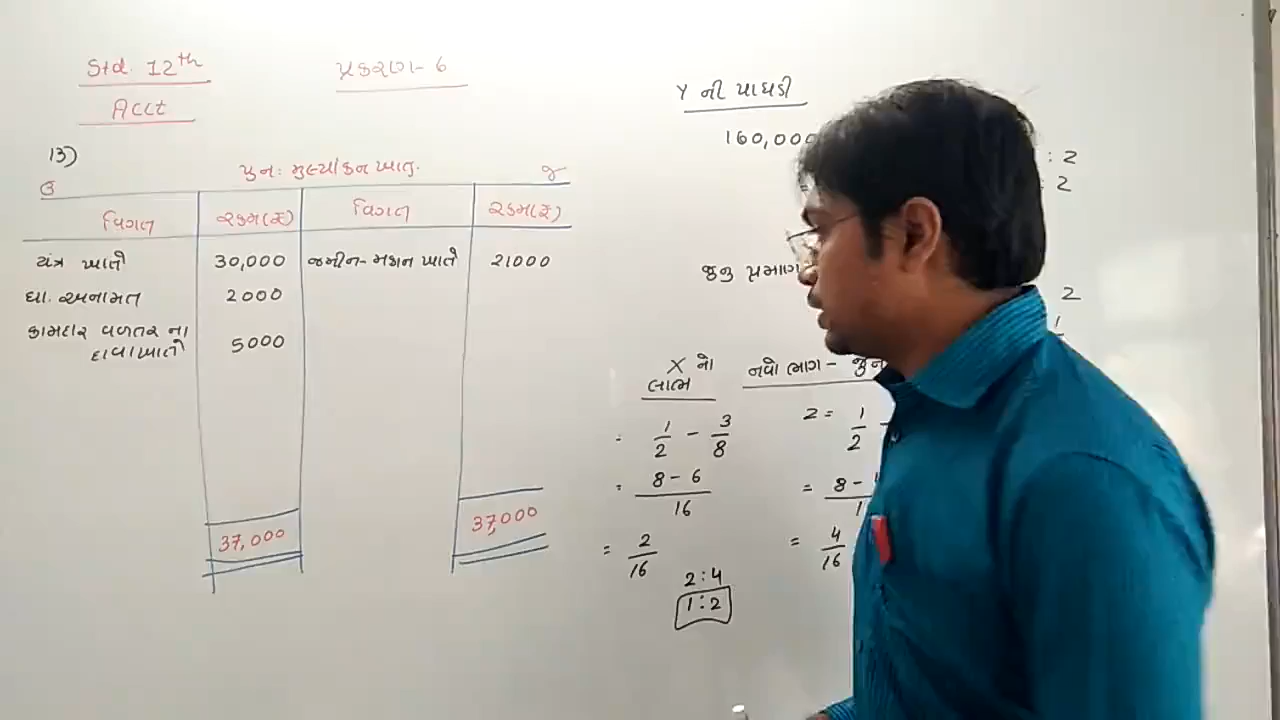 Std. 12th
Acct
પ્રકરણ-6
13)
પુનઃ મુલ્યાંકન ખાતુ.
ઉ
જ
વિગત રકમ(₹) વિગત રકમ(₹)
યંત્ર ખાતે 30,000 જમીન-મકાન ખાતે 21000
ઘા. અનામત 2000
કામદાર વળતર ના
દાવા ખાતે 5000
37,000 37,000
Y ની પાઘડી
160,000
: 2
: 2
જુનુ પ્રમાણ
2
X નો
લાભ
= 1/2 - 3/8
= 8-6/16
= 2/16
2:4
1:2
નવો ભાગ - જુન
Z = 1/2 -
= 8-
= 4/16